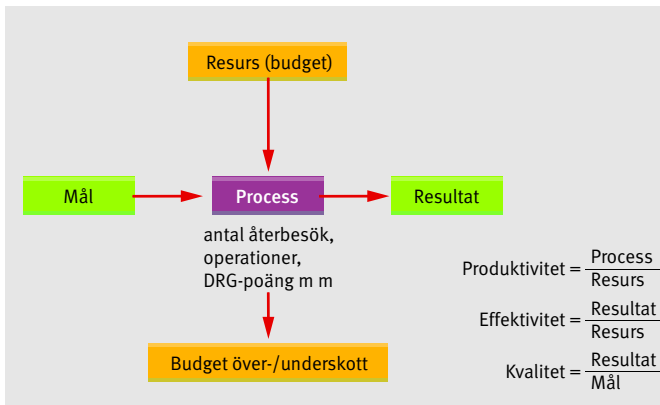 Resurs (budget)
Mål
Process
Resultat
antal återbesök,
operationer,
DRG-poäng m m
Budget över-/underskott
Produktivitet = Process
Resurs
Effektivitet = Resultat
Resurs
Kvalitet = Resultat
Mål